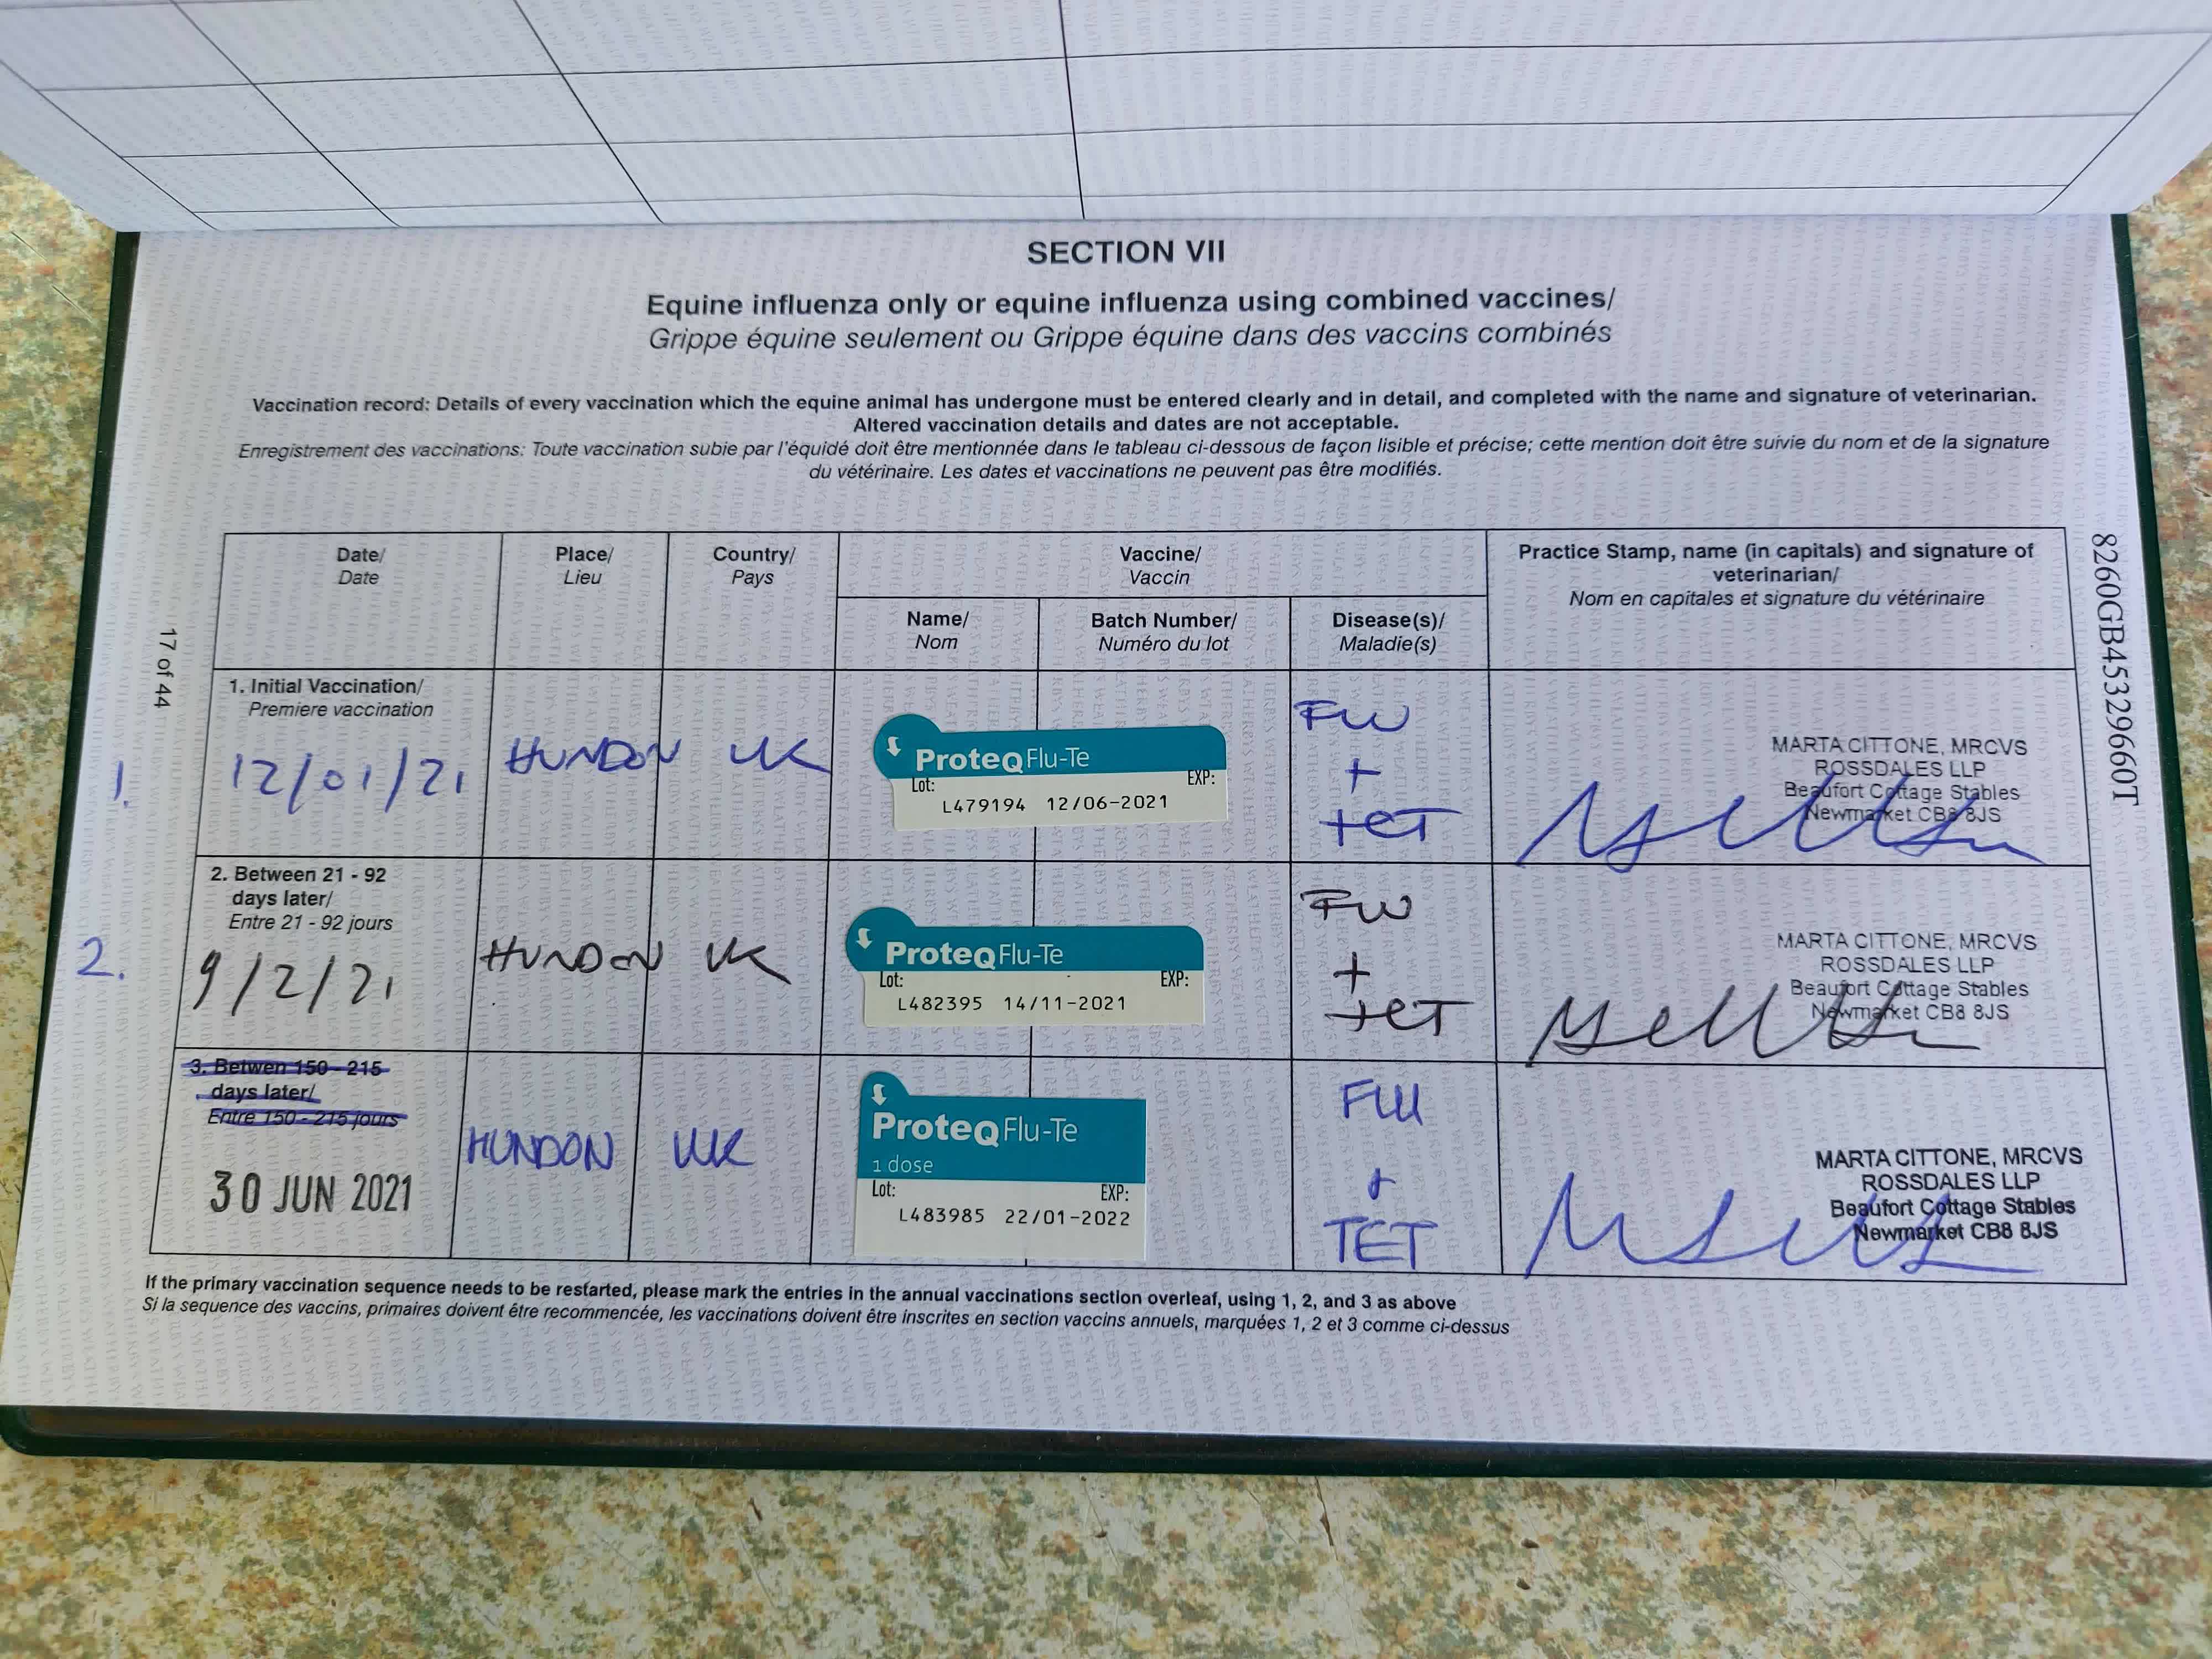 SECTION VII
Equine influenza only or equine influenza using combined vaccines/
Grippe équine seulement ou Grippe équine dans des vaccins combinés
Vaccination record: Details of every vaccination which the equine animal has undergone must be entered clearly and in detail, and completed with the name and signature of veterinarian.
Altered vaccination details and dates are not acceptable.
Enregistrement des vaccinations: Toute vaccination subie par l'équidé doit être mentionnée dans le tableau ci-dessous de façon lisible et précise; cette mention doit être suivie du nom et de la signature
du vétérinaire. Les dates et vaccinations ne peuvent pas être modifiés.
Date/
Date
Place/
Lieu
Country/
Pays
Vaccine/
Vaccin
Practice Stamp, name (in capitals) and signature of
veterinarian/
Nom en capitales et signature du vétérinaire
Name/
Nom
Batch Number/
Numéro du lot
Disease(s)/
Maladie(s)
1. Initial Vaccination/
Premiere vaccination
1.
12/01/21
HUNDON
UK
ProteqFlu-Te
Lot: EXP:
L479194 12/06-2021
FLU
+
TET
MARTA CITTONE, MRCVS
ROSSDALES LLP
Beaufort Cottage Stables
Newmarket CB8 8JS
2. Between 21 - 92
days later/
Entre 21 - 92 jours
2.
9/2/21
HUNDON
UK
ProteqFlu-Te
Lot: EXP:
L482395 14/11-2021
FLU
+
TET
MARTA CITTONE, MRCVS
ROSSDALES LLP
Beaufort Cottage Stables
Newmarket CB8 8JS
3. Betwen 150 - 215
days later/
Entre 150 - 215 jours
30 JUN 2021
HUNDON
UK
ProteqFlu-Te
1 dose
Lot: EXP:
L483985 22/01-2022
FLU
+
TET
MARTA CITTONE, MRCVS
ROSSDALES LLP
Beaufort Cottage Stables
Newmarket CB8 8JS
If the primary vaccination sequence needs to be restarted, please mark the entries in the annual vaccinations section overleaf, using 1, 2, and 3 as above
Si la sequence des vaccins, primaires doivent étre recommencée, les vaccinations doivent être inscrites en section vaccins annuels, marquées 1, 2 et 3 comme ci-dessus
17 of 44
8260GB45329660T